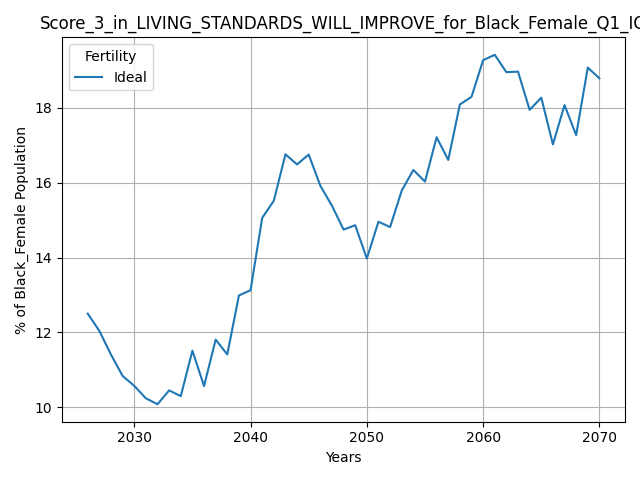 Score_3_in_LIVING_STANDARDS_WILL_IMPROVE_for_Black_Female_Q1_IC
Fertility
Ideal
% of Black_Female Population
18
16
14
12
10
2030 2040 2050 2060 2070
Years